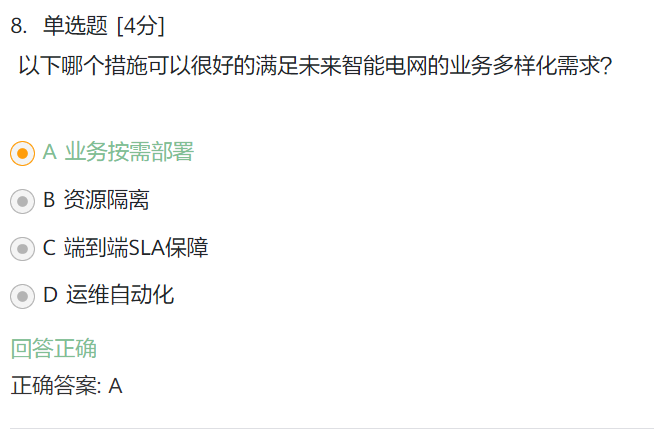 8. 单选题 [4分]
以下哪个措施可以很好的满足未来智能电网的业务多样化需求?
A 业务按需部署
B 资源隔离
C 端到端SLA保障
D 运维自动化
回答正确
正确答案: A